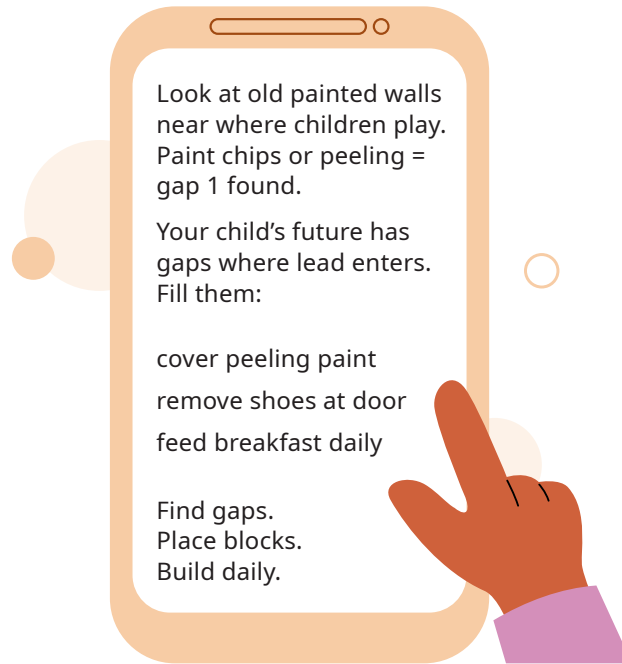 Look at old painted walls
near where children play.
Paint chips or peeling =
gap 1 found.
Your child’s future has
gaps where lead enters.
Fill them:
cover peeling paint
remove shoes at door
feed breakfast daily
Find gaps.
Place blocks.
Build daily.